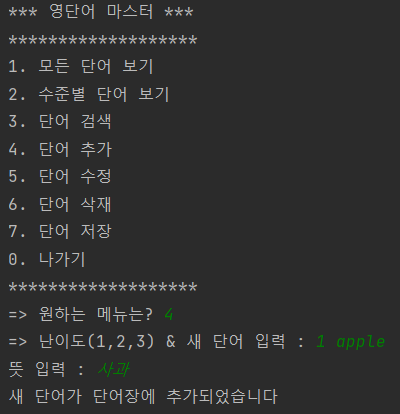 *** 영단어 마스터 ***
********************
1. 모든 단어 보기
2. 수준별 단어 보기
3. 단어 검색
4. 단어 추가
5. 단어 수정
6. 단어 삭재
7. 단어 저장
0. 나가기
********************
=> 원하는 메뉴는? 4
=> 난이도(1,2,3) & 새 단어 입력 : 1 apple
뜻 입력 : 사과
새 단어가 단어장에 추가되었습니다